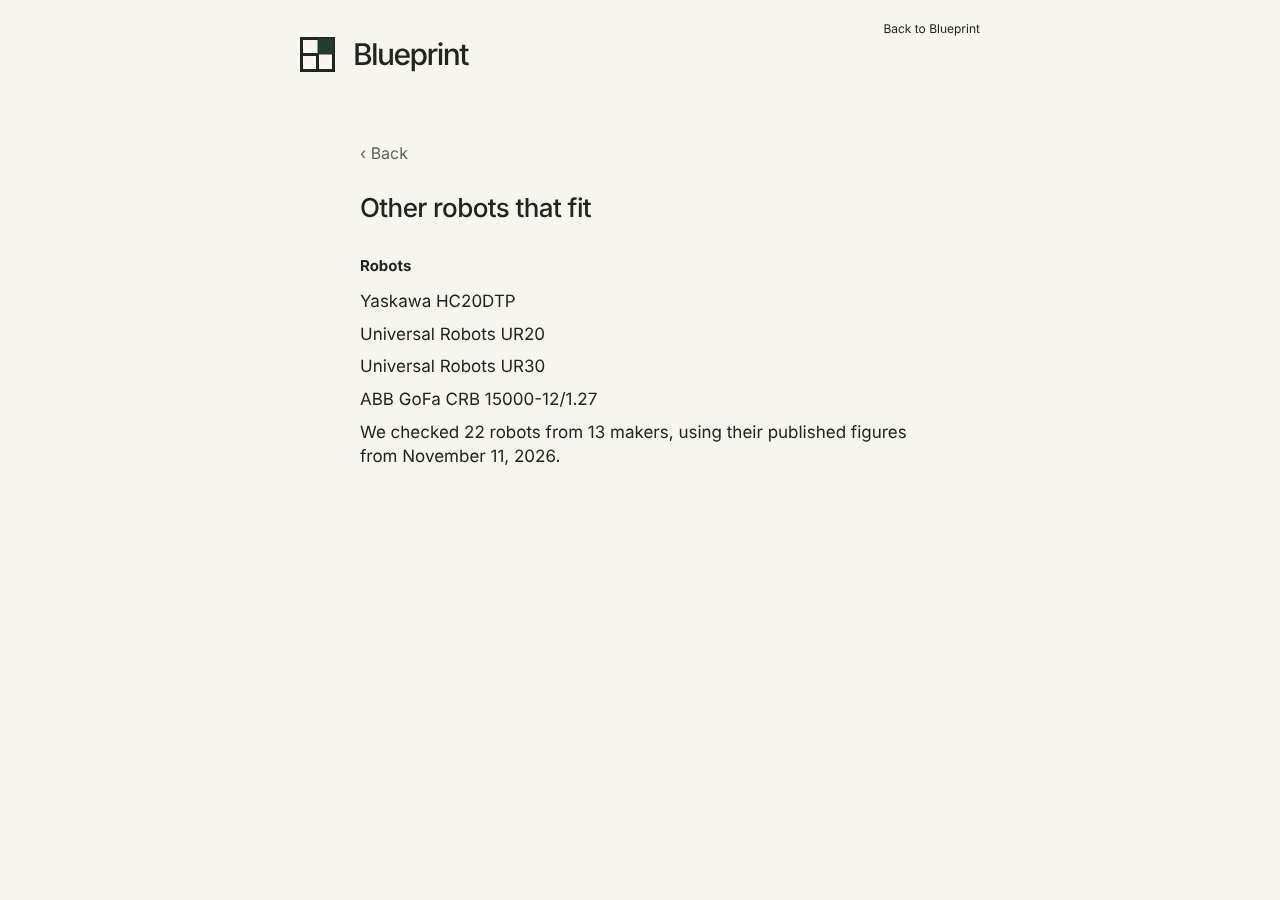 Back to Blueprint
Blueprint
‹ Back
Other robots that fit
Robots
Yaskawa HC20DTP
Universal Robots UR20
Universal Robots UR30
ABB GoFa CRB 15000-12/1.27
We checked 22 robots from 13 makers, using their published figures
from November 11, 2026.